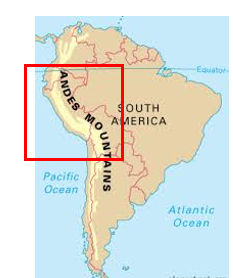 Equator
ANDES MOUNTAINS
SOUTH
AMERICA
Pacific
Ocean
Atlantic
Ocean